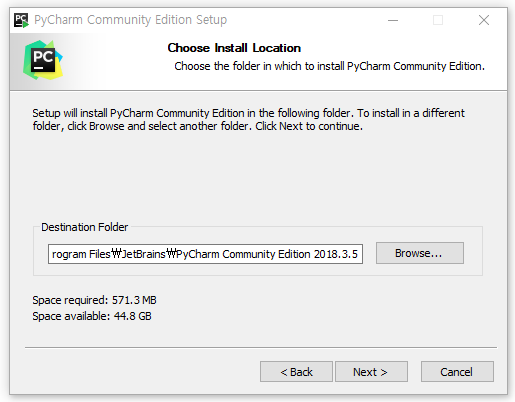 PC PyCharm Community Edition Setup
PC
Choose Install Location
Choose the folder in which to install PyCharm Community Edition.
Setup will install PyCharm Community Edition in the following folder. To install in a different
folder, click Browse and select another folder. Click Next to continue.
Destination Folder
rogram Files₩JetBrains₩PyCharm Community Edition 2018.3.5
Browse...
Space required: 571.3 MB
Space available: 44.8 GB
< Back
Next >
Cancel